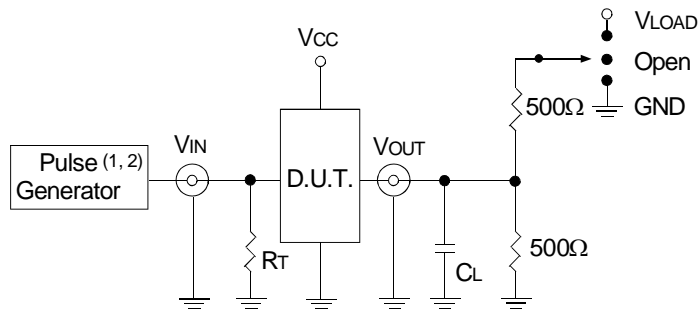 VLOAD
VCC
Open
500Ω
GND
VIN
VOUT
Pulse (1, 2)
Generator
D.U.T.
RT
CL
500Ω